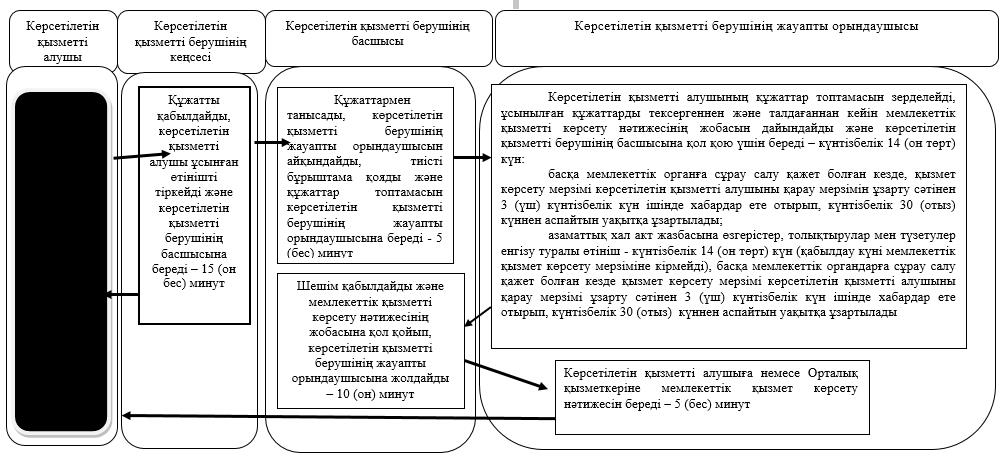 Көрсетілетін
қызметті
алушы
Көрсетілетін
қызметті берушінің
кеңсесі
Көрсетілетін қызметті берушінің
басшысы
Көрсетілетін қызметті берушінің жауапты орындаушысы
Құжатты
қабылдайды,
көрсетілетін
қызметті
алушы ұсынған
өтінішті
тіркейді және
көрсетілетін
қызметті
берушінің
басшысына
береді – 15 (он
бес) минут
Құжаттармен
танысады, көрсетілетін
қызметті берушінің
жауапты орындаушысын
айқындайды, тиісті
бұрыштама қояды және
құжаттар топтамасын
көрсетілетін қызметті
берушінің жауапты
орындаушысына береді - 5
(бес) минут
Көрсетілетін қызметті алушының құжаттар топтамасын зерделейді,
ұсынылған құжаттарды тексергеннен және талдағаннан кейін мемлекеттік
қызметті көрсету нәтижесінің жобасын дайындайды және көрсетілетін
қызметті берушінің басшысына қол қою үшін береді – күнтізбелік 14 (он төрт)
күн:
басқа мемлекеттік органға сұрау салу қажет болған кезде, қызмет
көрсету мерзімі көрсетілетін қызметті алушыны қарау мерзімін ұзарту сәтінен
3 (үш) күнтізбелік күн ішінде хабардар ете отырып, күнтізбелік 30 (отыз)
күннен аспайтын уақытқа ұзартылады;
азаматтық хал акт жазбасына өзгерістер, толықтырулар мен түзетулер
енгізу туралы өтініш - күнтізбелік 14 (он төрт) күн (қабылдау күні мемлекеттік
қызмет көрсету мерзіміне кірмейді), басқа мемлекеттік органдарға сұрау салу
қажет болған кезде қызмет көрсету мерзімі көрсетілетін қызметті алушыны
қарау мерзімі ұзарту сәтінен 3 (үш) күнтізбелік күн ішінде хабардар ете
отырып, күнтізбелік 30 (отыз) күннен аспайтын уақытқа ұзартылады
Шешім қабылдайды және
мемлекеттік қызметті
көрсету нәтижесінің
жобасына қол қойып,
көрсетілетін қызметті
берушінің жауапты
орындаушысына жолдайды
– 10 (он) минут
Көрсетілетін қызметті алушыға немесе Орталық
қызметкеріне мемлекеттік қызмет көрсету
нәтижесін береді – 5 (бес) минут